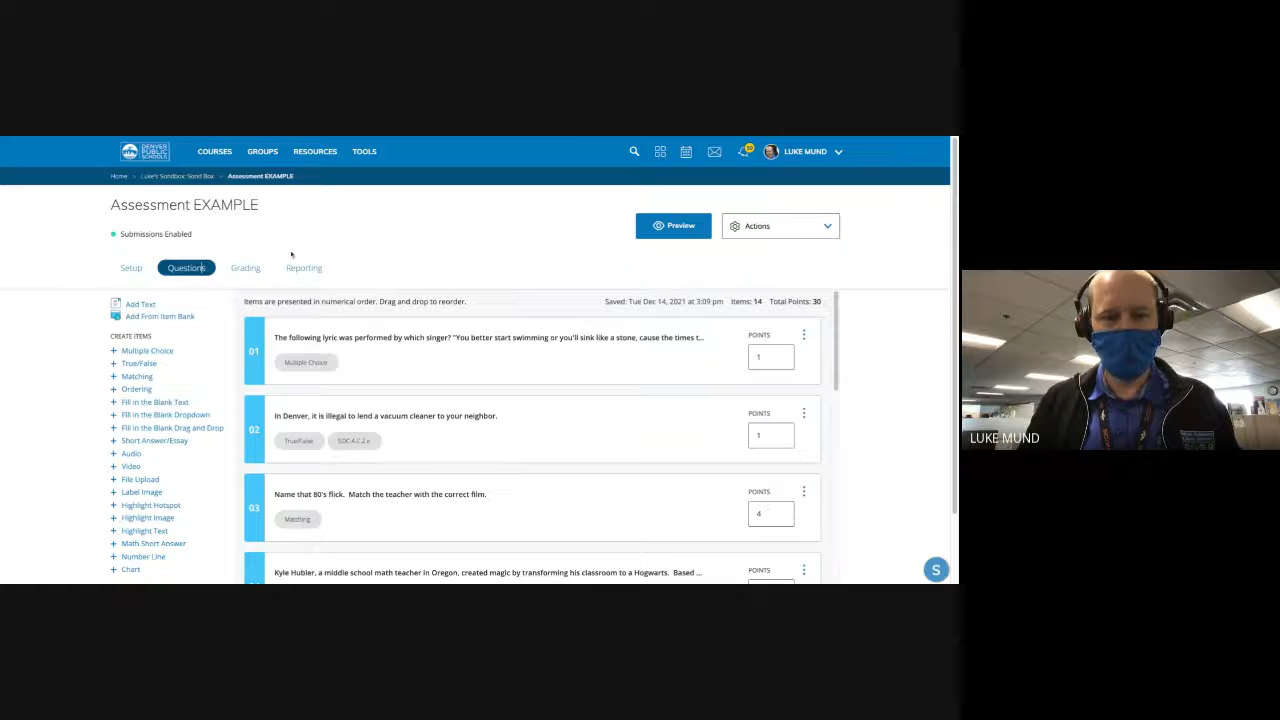 DENVER PUBLIC SCHOOLS
COURSES GROUPS RESOURCES TOOLS
LUKE MUND
Home > Luke's Sandbox: Sand Box > Assessment EXAMPLE
Assessment EXAMPLE
Submissions Enabled
Preview
Actions
Setup Questions Grading Reporting
Add Text
Add From Item Bank
CREATE ITEMS
+ Multiple Choice
+ True/False
+ Matching
+ Ordering
+ Fill in the Blank Text
+ Fill in the Blank Dropdown
+ Fill in the Blank Drag and Drop
+ Short Answer/Essay
+ Audio
+ Video
+ File Upload
+ Label Image
+ Highlight Hotspot
+ Highlight Image
+ Highlight Text
+ Math Short Answer
+ Number Line
+ Chart
Items are presented in numerical order. Drag and drop to reorder.
Saved: Tue Dec 14, 2021 at 3:09 pm Items: 14 Total Points: 30
01
The following lyric was performed by which singer? "You better start swimming or you'll sink like a stone, cause the times t...
Multiple Choice
POINTS
1
02
In Denver, it is illegal to lend a vacuum cleaner to your neighbor.
True/False SOC.4.C.2.e
POINTS
1
03
Name that 80's flick. Match the teacher with the correct film.
Matching
POINTS
4
Kyle Hubler, a middle school math teacher in Oregon, created magic by transforming his classroom to a Hogwarts. Based ...
POINTS
S
LUKE MUND